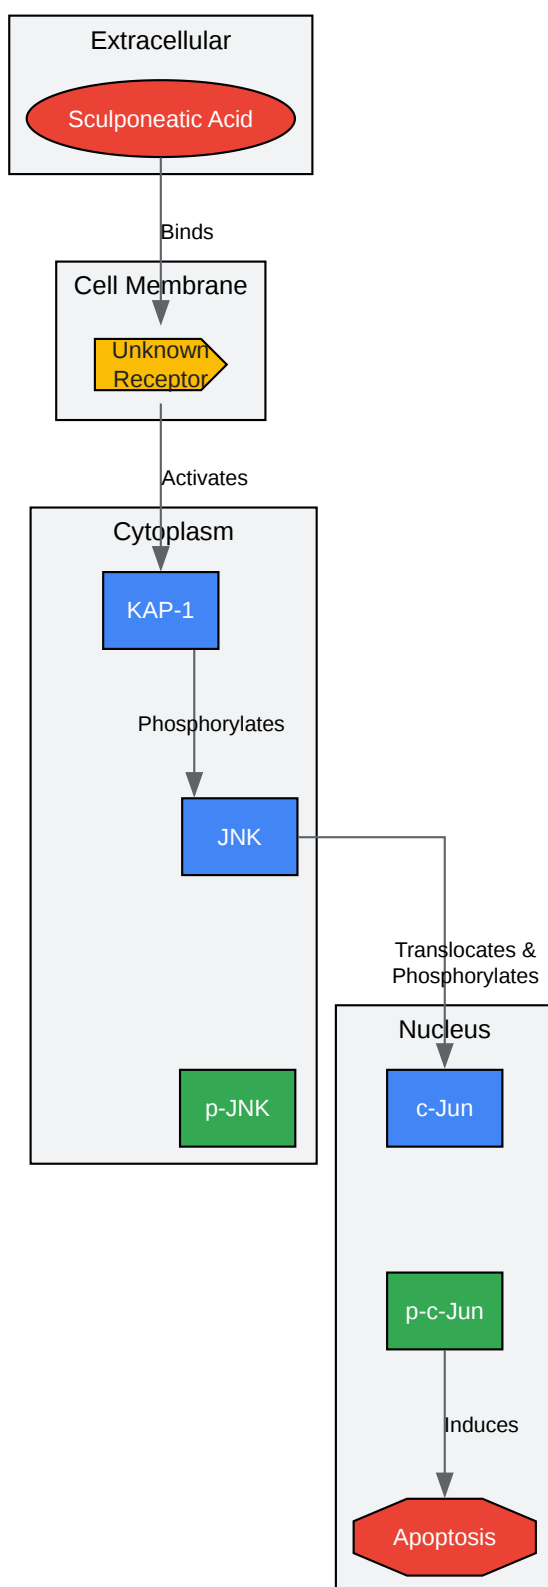 Extracellular
Sculponeatic Acid
Binds
Cell Membrane
Unknown
Receptor
Activates
Cytoplasm
KAP-1
Phosphorylates
JNK
Translocates &
Phosphorylates
Nucleus
p-JNK
c-Jun
p-c-Jun
Induces
Apoptosis